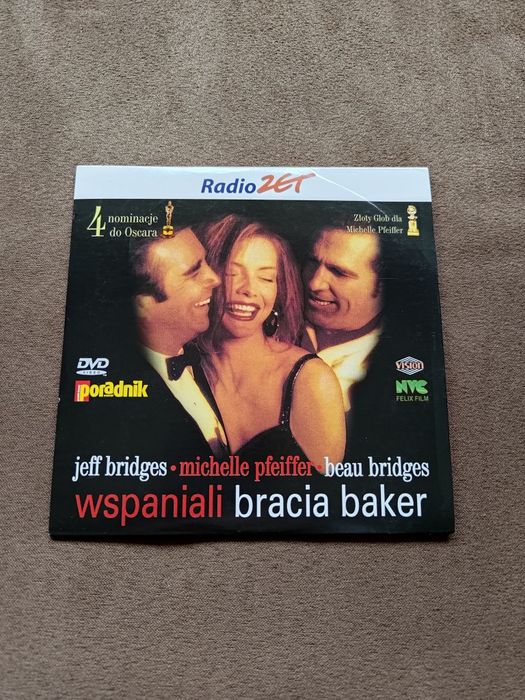 Radio ZET
4 nominacje
do Oscara
Złoty Glob dla
Michelle Pfeiffer
DVD
VIDEO
poradnik
VISION
NVC
FELIX FILM
jeff bridges • michelle pfeiffer • beau bridges
wspaniali bracia baker